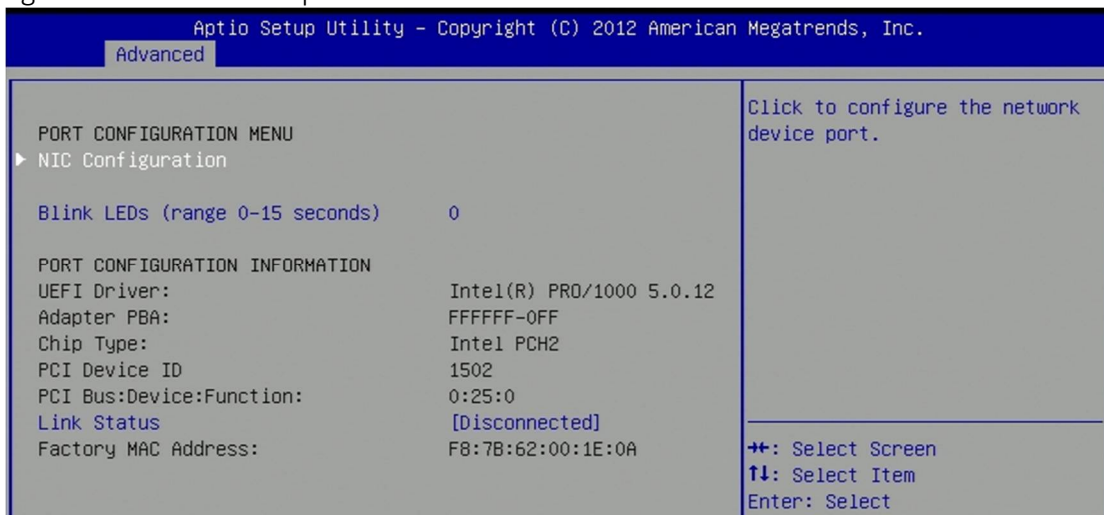 Aptio Setup Utility – Copyright (C) 2012 American Megatrends, Inc.
Advanced
PORT CONFIGURATION MENU
NIC Configuration
Blink LEDs (range 0-15 seconds) 0
PORT CONFIGURATION INFORMATION
UEFI Driver: Intel(R) PRO/1000 5.0.12
Adapter PBA: FFFFFF-0FF
Chip Type: Intel PCH2
PCI Device ID 1502
PCI Bus:Device:Function: 0:25:0
Link Status [Disconnected]
Factory MAC Address: F8:7B:62:00:1E:0A
Click to configure the network
device port.
→←: Select Screen
↑↓: Select Item
Enter: Select